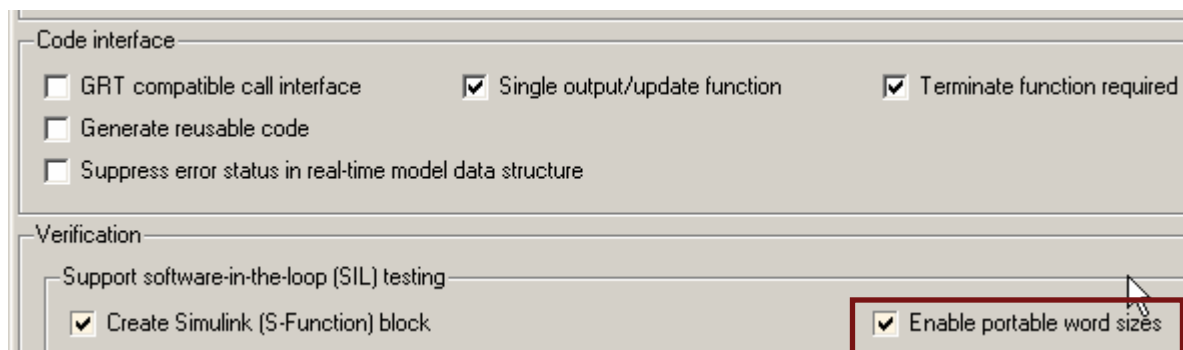 Code interface
GRT compatible call interface Single output/update function Terminate function required
Generate reusable code
Suppress error status in real-time model data structure
Verification
Support software-in-the-loop (SIL) testing
Create Simulink (S-Function) block Enable portable word sizes